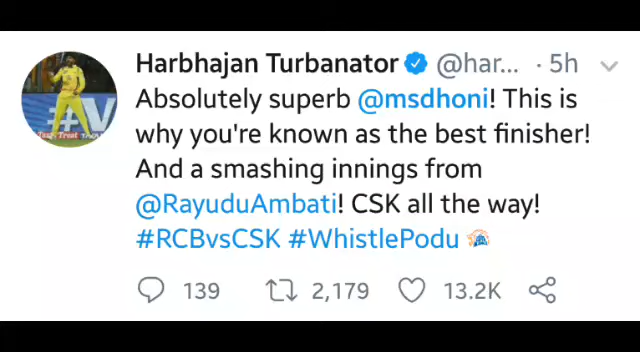 Harbhajan Turbanator @har... · 5h
Absolutely superb @msdhoni! This is
why you're known as the best finisher!
And a smashing innings from
@RayuduAmbati! CSK all the way!
#RCBvsCSK #WhistlePodu
139 2,179 13.2K